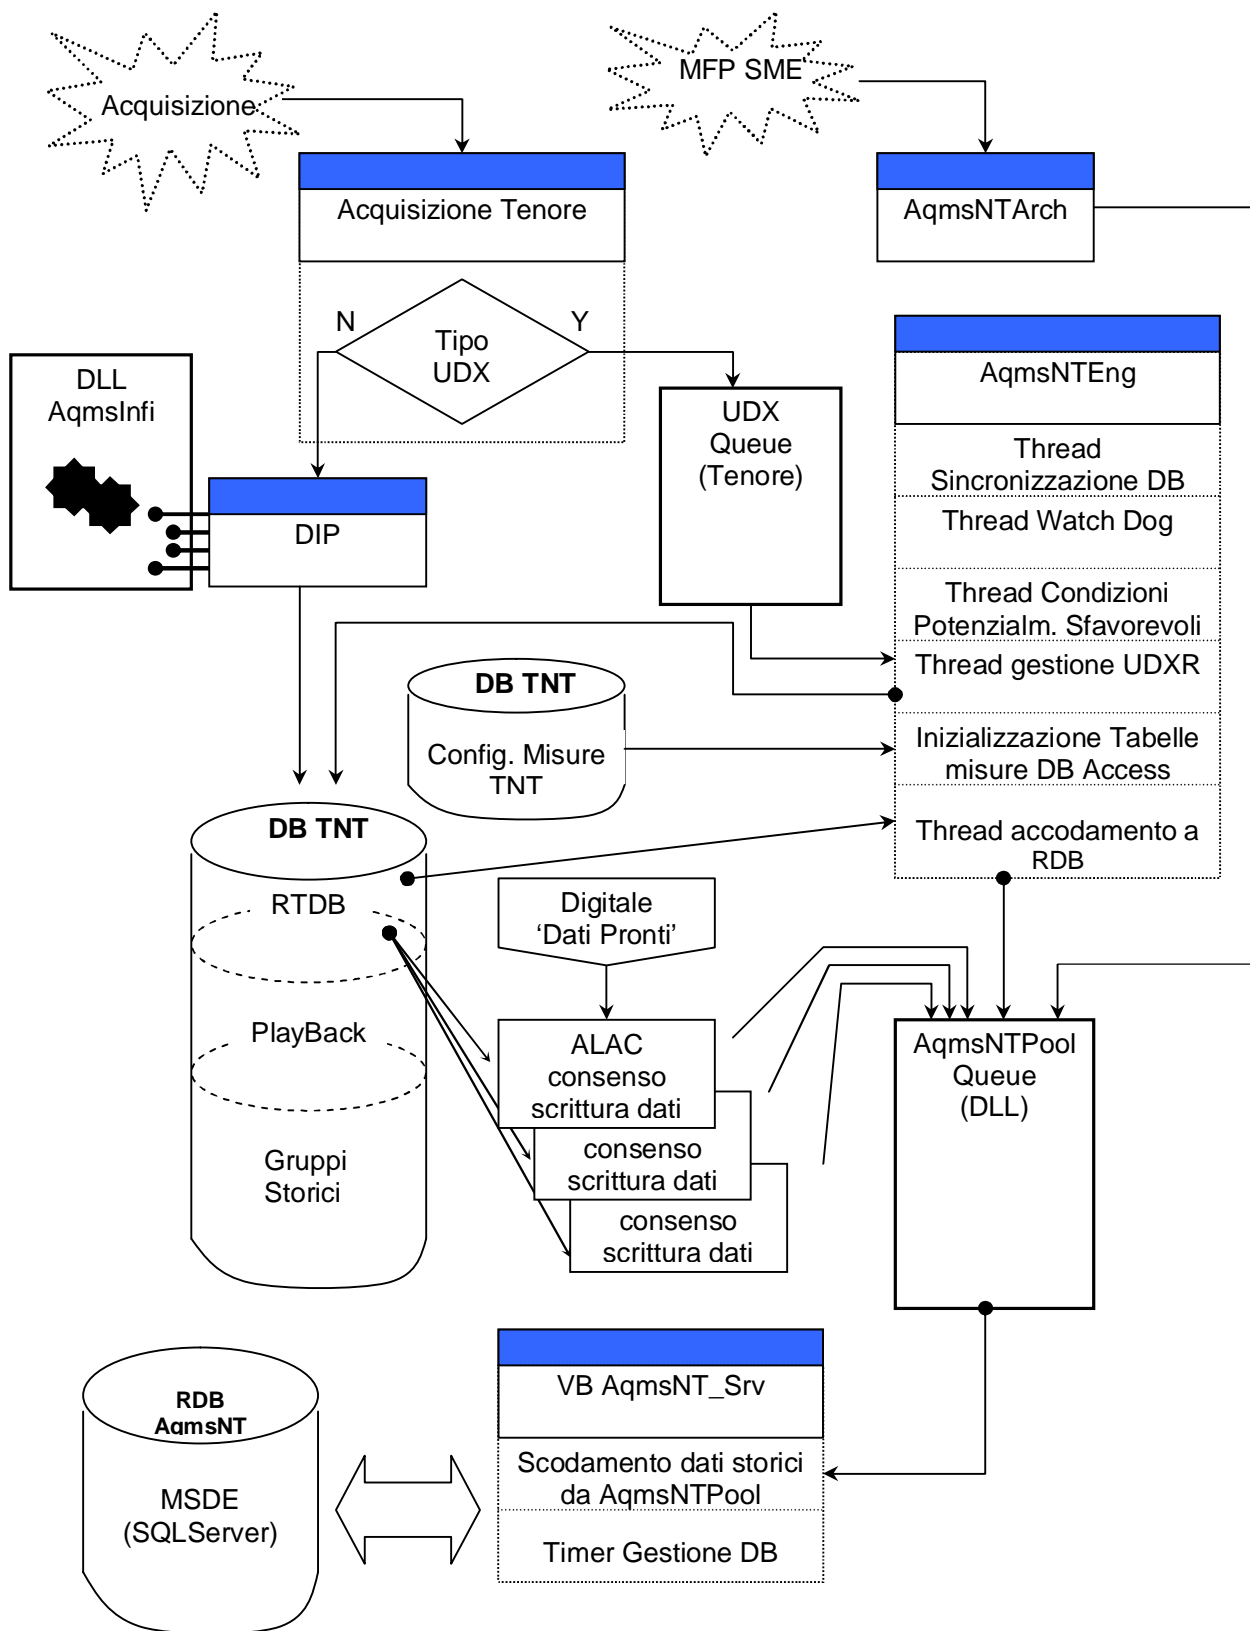 Acquisizione
MFP SME
Acquisizione Tenore
AqmsNTArch
N
Y
Tipo
UDX
DLL
AqmsInfi
UDX
Queue
(Tenore)
AqmsNTEng
Thread
Sincronizzazione DB
Thread Watch Dog
DIP
Thread Condizioni
Potenzialm. Sfavorevoli
Thread gestione UDXR
DB TNT
Config. Misure
TNT
Inizializzazione Tabelle
misure DB Access
Thread accodamento a
RDB
DB TNT
RTDB
PlayBack
Gruppi
Storici
Digitale
‘Dati Pronti’
ALAC
consenso
scrittura dati
consenso
scrittura dati
consenso
scrittura dati
AqmsNTPool
Queue
(DLL)
VB AqmsNT_Srv
Scodamento dati storici
da AqmsNTPool
Timer Gestione DB
RDB
AqmsNT
MSDE
(SQLServer)